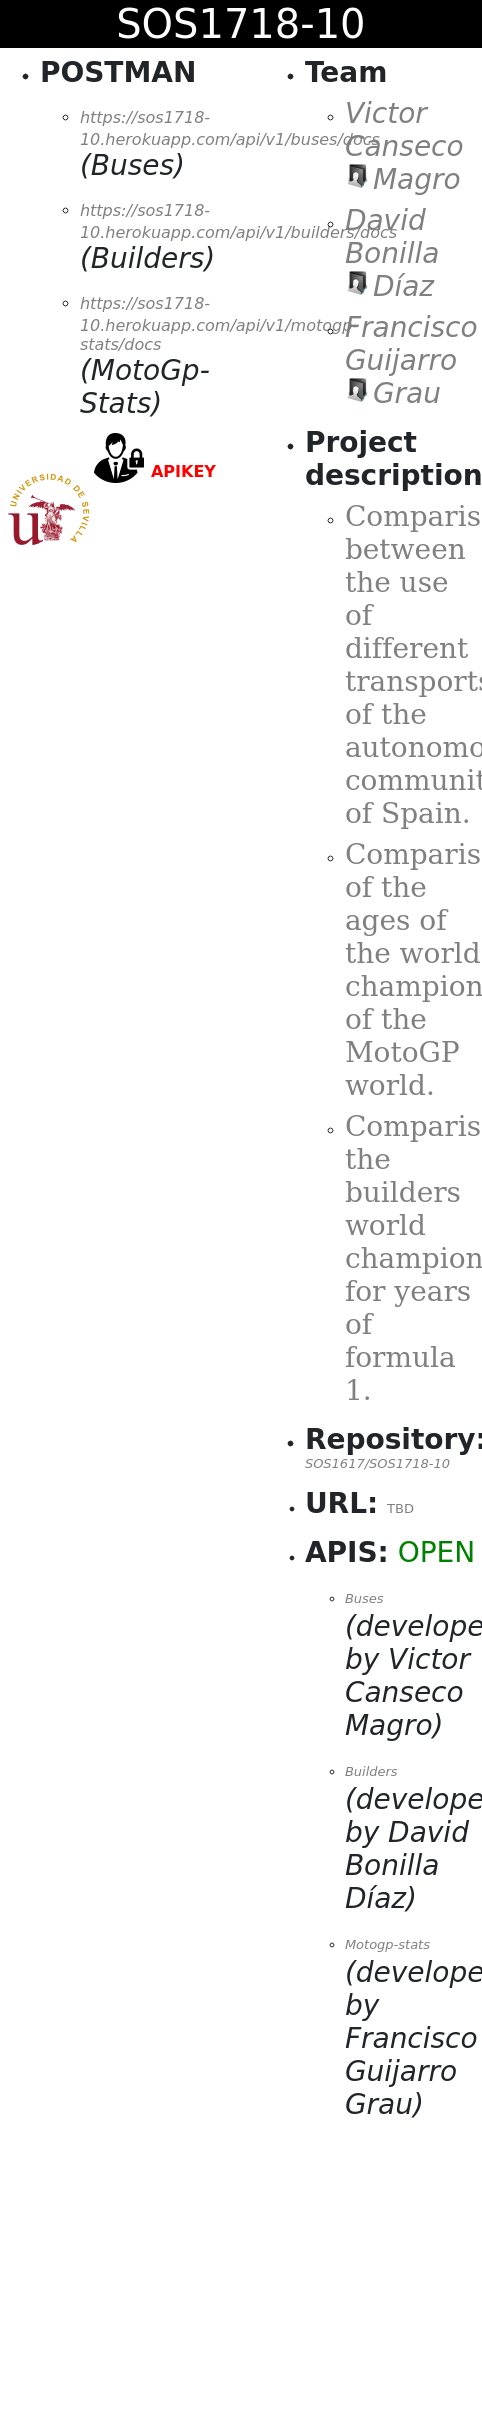 SOS1718-10
POSTMAN
https://sos1718-
10.herokuapp.com/api/v1/buses/docs
(Buses)
https://sos1718-
10.herokuapp.com/api/v1/builders/docs
(Builders)
https://sos1718-
10.herokuapp.com/api/v1/motogp-
stats/docs
(MotoGp-
Stats)
APIKEY
UNIVERSIDAD DE SEVILLA
Team
Victor
Canseco
Magro
David
Bonilla
Díaz
Francisco
Guijarro
Grau
Project
description
Comparis
between
the use
of
different
transports
of the
autonomo
communit
of Spain.
Comparis
of the
ages of
the world
champion
of the
MotoGP
world.
Comparis
the
builders
world
champion
for years
of
formula
1.
Repository:
SOS1617/SOS1718-10
URL: TBD
APIS: OPEN
Buses
(develope
by Victor
Canseco
Magro)
Builders
(develope
by David
Bonilla
Díaz)
Motogp-stats
(develope
by
Francisco
Guijarro
Grau)